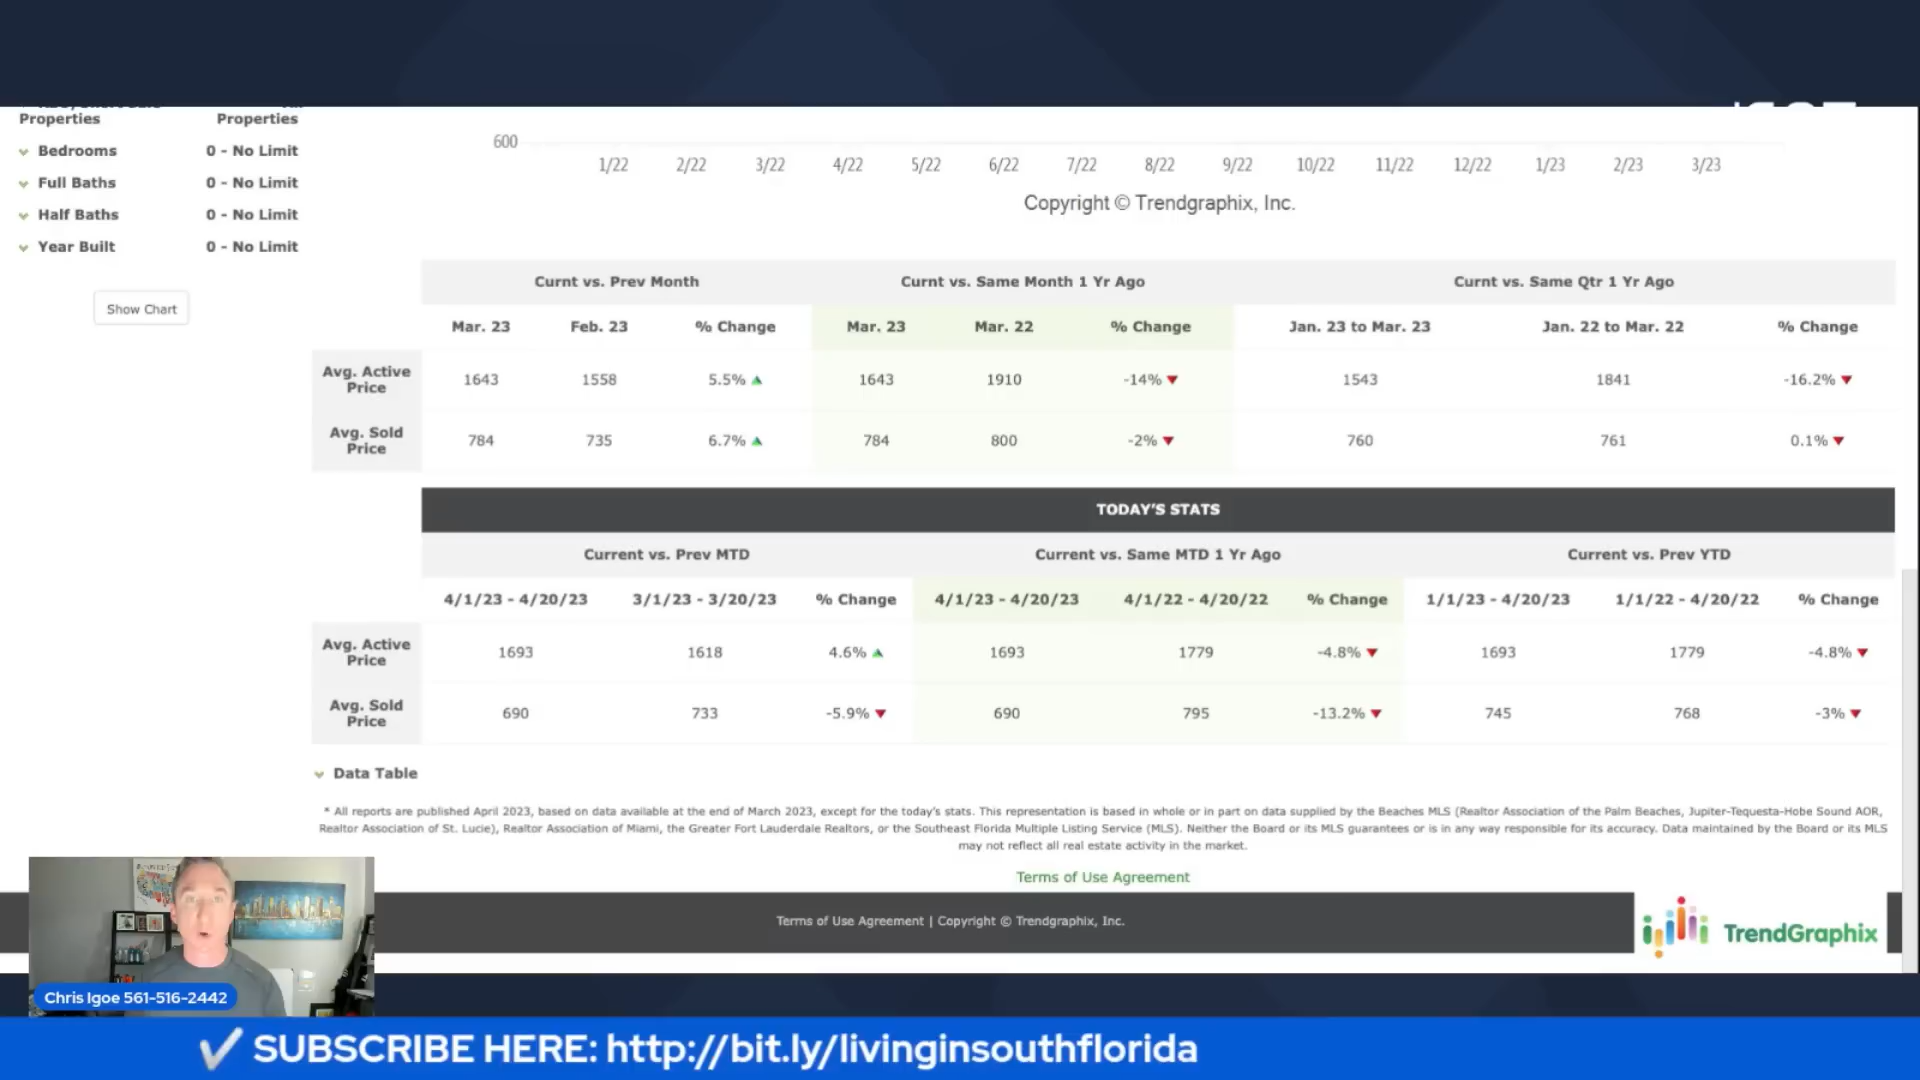 Properties Properties
Bedrooms 0 - No Limit
Full Baths 0 - No Limit
Half Baths 0 - No Limit
Year Built 0 - No Limit
Show Chart
600
1/22 2/22 3/22 4/22 5/22 6/22 7/22 8/22 9/22 10/22 11/22 12/22 1/23 2/23 3/23
Copyright © Trendgraphix, Inc.
Curnt vs. Prev Month Curnt vs. Same Month 1 Yr Ago Curnt vs. Same Qtr 1 Yr Ago
Mar. 23 Feb. 23 % Change Mar. 23 Mar. 22 % Change Jan. 23 to Mar. 23 Jan. 22 to Mar. 22 % Change
Avg. Active
Price
1643 1558 5.5% 1643 1910 -14% 1543 1841 -16.2%
Avg. Sold
Price
784 735 6.7% 784 800 -2% 760 761 0.1%
TODAY'S STATS
Current vs. Prev MTD Current vs. Same MTD 1 Yr Ago Current vs. Prev YTD
4/1/23 - 4/20/23 3/1/23 - 3/20/23 % Change 4/1/23 - 4/20/23 4/1/22 - 4/20/22 % Change 1/1/23 - 4/20/23 1/1/22 - 4/20/22 % Change
Avg. Active
Price
1693 1618 4.6% 1693 1779 -4.8% 1693 1779 -4.8%
Avg. Sold
Price
690 733 -5.9% 690 795 -13.2% 745 768 -3%
Data Table
* All reports are published April 2023, based on data available at the end of March 2023, except for the today's stats. This representation is based in whole or in part on data supplied by the Beaches MLS (Realtor Association of the Palm Beaches, Jupiter-Tequesta-Hobe Sound AOR,
Realtor Association of St. Lucie), Realtor Association of Miami, the Greater Fort Lauderdale Realtors, or the Southeast Florida Multiple Listing Service (MLS). Neither the Board or its MLS guarantees or is in any way responsible for its accuracy. Data maintained by the Board or its MLS
may not reflect all real estate activity in the market.
Terms of Use Agreement
Terms of Use Agreement | Copyright © Trendgraphix, Inc.
TrendGraphix
Chris Igoe 561-516-2442
SUBSCRIBE HERE: http://bit.ly/livinginsouthflorida